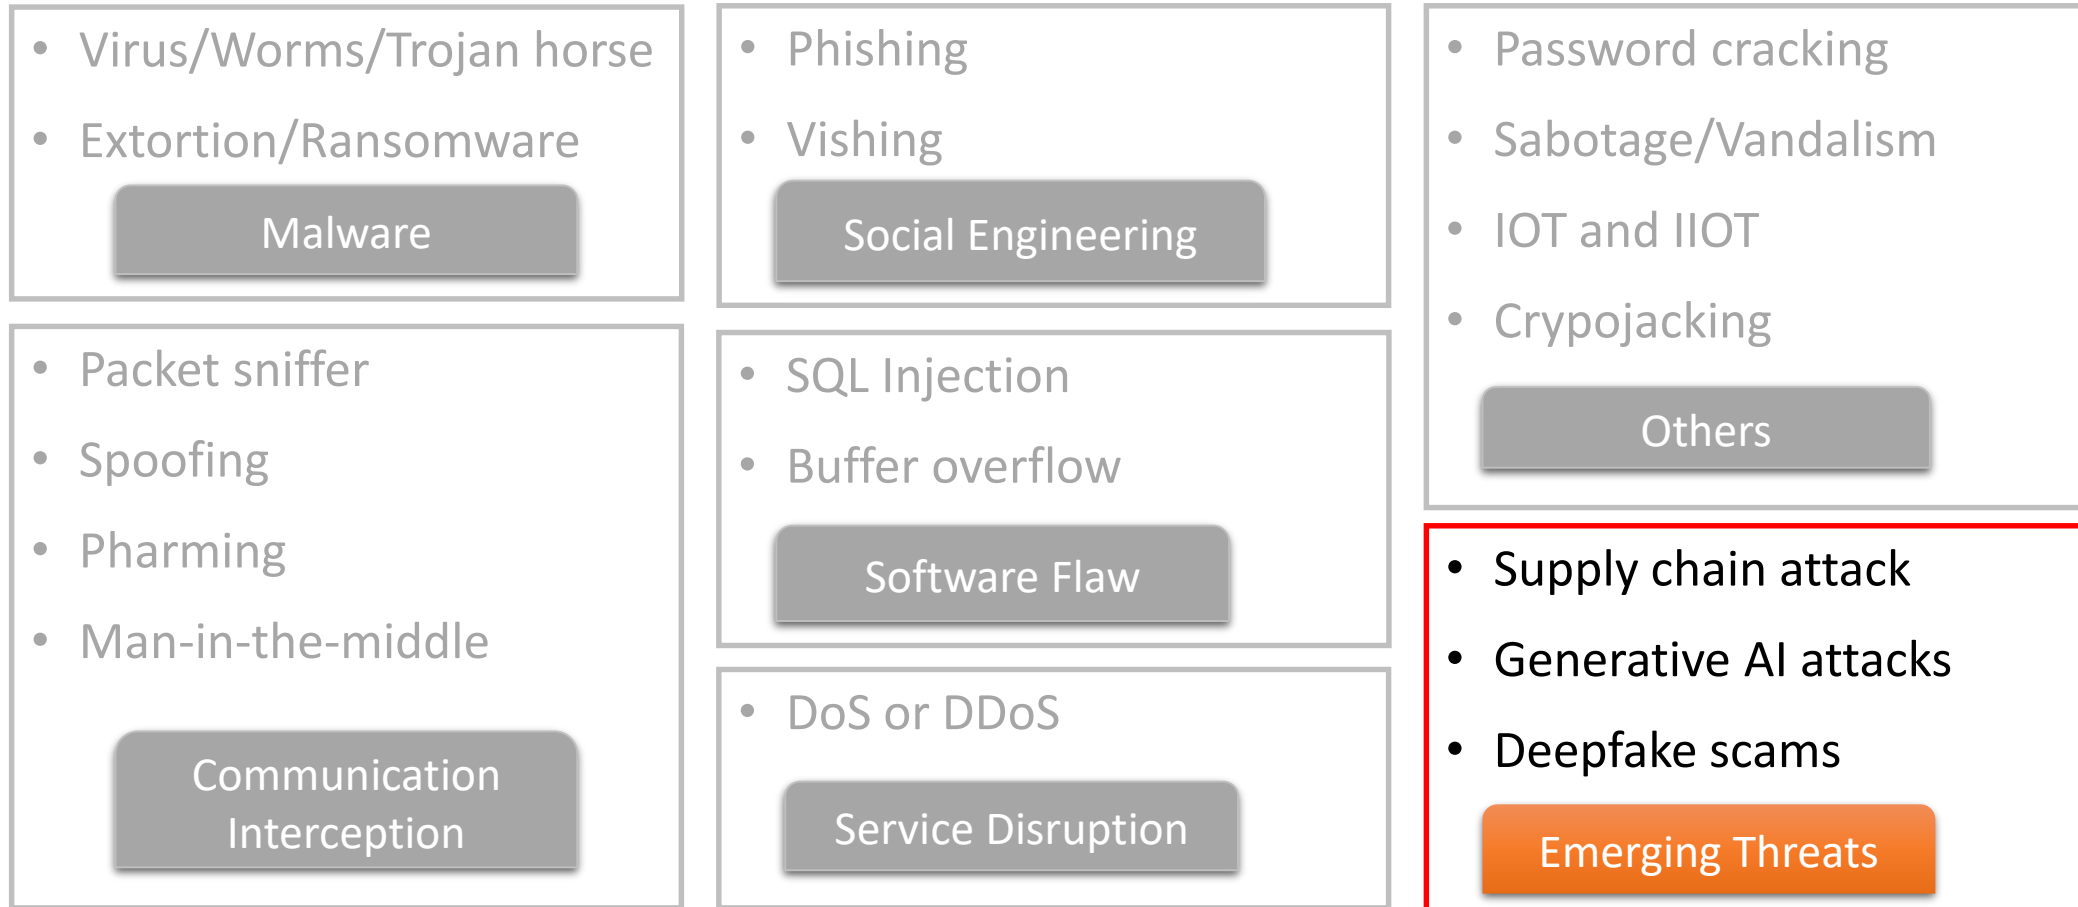 • Virus/Worms/Trojan horse
• Extortion/Ransomware
Malware
• Packet sniffer
• Spoofing
• Pharming
• Man-in-the-middle
Communication
Interception
• Phishing
• Vishing
Social Engineering
• SQL Injection
• Buffer overflow
Software Flaw
• DoS or DDoS
Service Disruption
• Password cracking
• Sabotage/Vandalism
• IOT and IIOT
• Crypojacking
Others
• Supply chain attack
• Generative AI attacks
• Deepfake scams
Emerging Threats